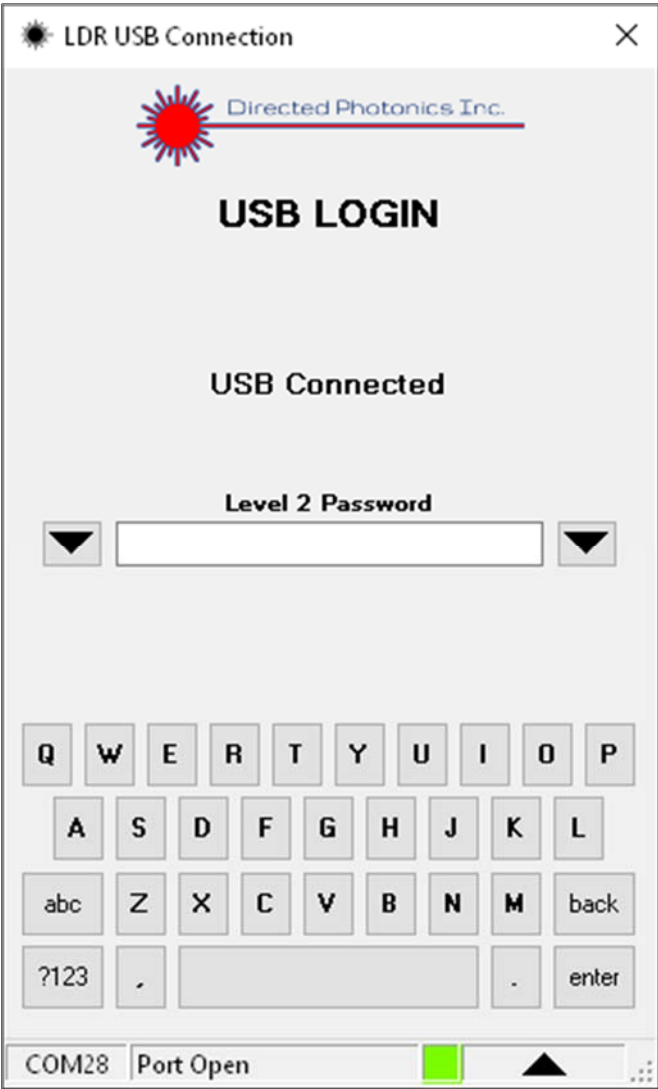 LDR USB Connection
Directed Photonics Inc.
USB LOGIN
USB Connected
Level 2 Password
Q W E R T Y U I O P
A S D F G H J K L
abc Z X C V B N M back
?123 , . enter
COM28 Port Open